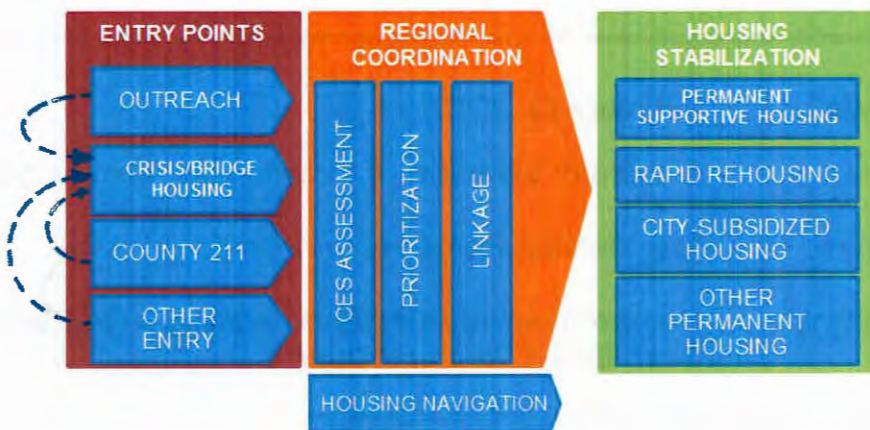 ENTRY POINTS
OUTREACH
CRISIS/BRIDGE
HOUSING
COUNTY 211
OTHER
ENTRY
REGIONAL
COORDINATION
CES ASSESSMENT
PRIORITIZATION
LINKAGE
HOUSING NAVIGATION
HOUSING
STABILIZATION
PERMANENT
SUPPORTIVE HOUSING
RAPID REHOUSING
CITY-SUBSIDIZED
HOUSING
OTHER
PERMANENT
HOUSING